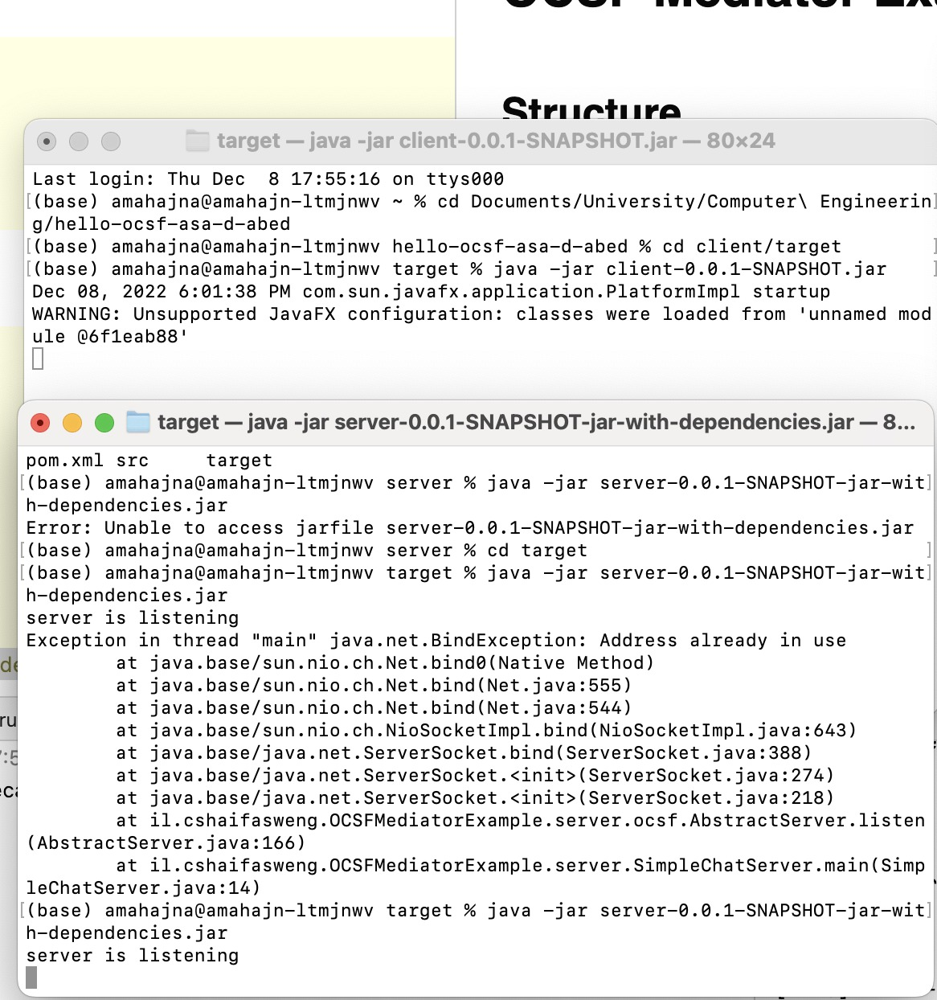 Structure
target — java -jar client-0.0.1-SNAPSHOT.jar — 80×24
Last login: Thu Dec  8 17:55:16 on ttys000
[(base) amahajna@amahajn-ltmjnwv ~ % cd Documents/University/Computer\ Engineerin]
g/hello-ocsf-asa-d-abed
[(base) amahajna@amahajn-ltmjnwv hello-ocsf-asa-d-abed % cd client/target ]
[(base) amahajna@amahajn-ltmjnwv target % java -jar client-0.0.1-SNAPSHOT.jar ]
Dec 08, 2022 6:01:38 PM com.sun.javafx.application.PlatformImpl startup
WARNING: Unsupported JavaFX configuration: classes were loaded from 'unnamed mod
ule @6f1eab88'
target — java -jar server-0.0.1-SNAPSHOT-jar-with-dependencies.jar — 8...
pom.xml src     target
[(base) amahajna@amahajn-ltmjnwv server % java -jar server-0.0.1-SNAPSHOT-jar-wit]
h-dependencies.jar
Error: Unable to access jarfile server-0.0.1-SNAPSHOT-jar-with-dependencies.jar
[(base) amahajna@amahajn-ltmjnwv server % cd target ]
[(base) amahajna@amahajn-ltmjnwv target % java -jar server-0.0.1-SNAPSHOT-jar-wit]
h-dependencies.jar
server is listening
Exception in thread "main" java.net.BindException: Address already in use
        at java.base/sun.nio.ch.Net.bind0(Native Method)
        at java.base/sun.nio.ch.Net.bind(Net.java:555)
        at java.base/sun.nio.ch.Net.bind(Net.java:544)
        at java.base/sun.nio.ch.NioSocketImpl.bind(NioSocketImpl.java:643)
        at java.base/java.net.ServerSocket.bind(ServerSocket.java:388)
        at java.base/java.net.ServerSocket.<init>(ServerSocket.java:274)
        at java.base/java.net.ServerSocket.<init>(ServerSocket.java:218)
        at il.cshaifasweng.OCSFMediatorExample.server.ocsf.AbstractServer.listen
(AbstractServer.java:166)
        at il.cshaifasweng.OCSFMediatorExample.server.SimpleChatServer.main(Simp
leChatServer.java:14)
[(base) amahajna@amahajn-ltmjnwv target % java -jar server-0.0.1-SNAPSHOT-jar-wit]
h-dependencies.jar
server is listening